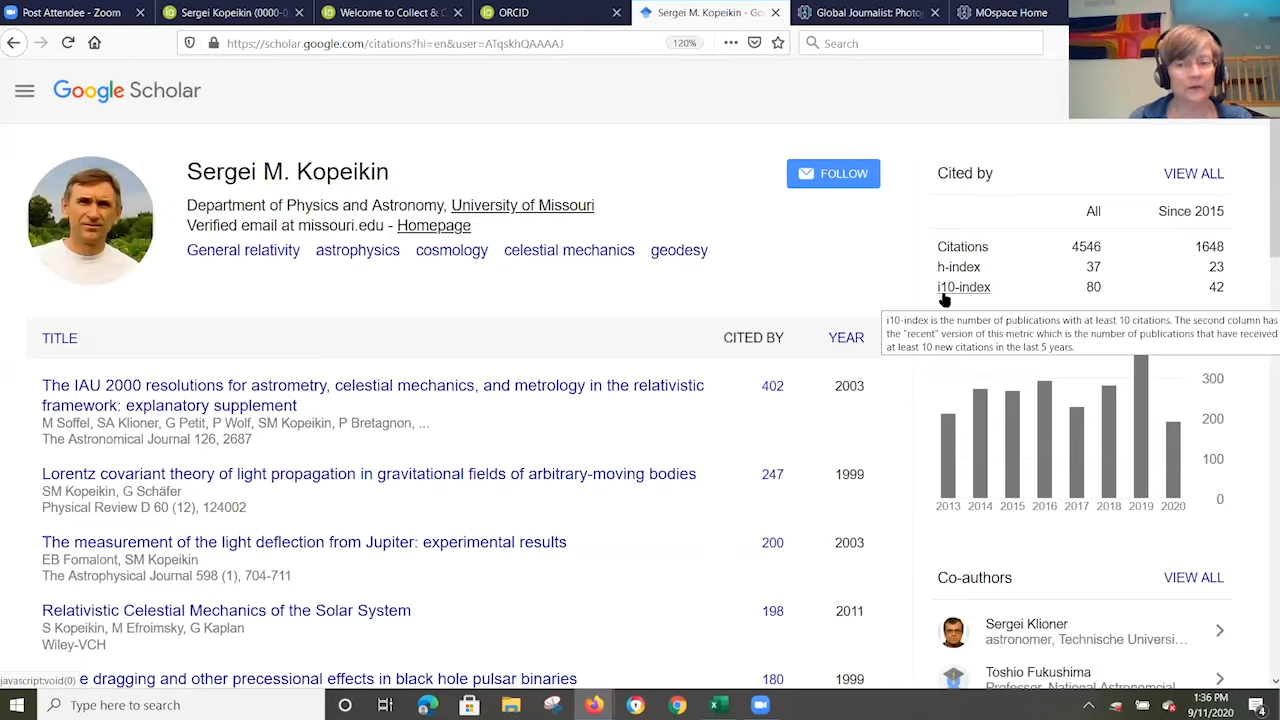 Post Attendee - Zoom
Sergei Kopeikin (0000-0
Welcome to Collect & C
ORCID
Sergei M. Kopeikin - Go
Global Journalist: Photo
MOspace Home
https://scholar.google.com/citations?hl=en&user=ATqskhQAAAAJ
120%
Search
Google Scholar
Sergei M. Kopeikin
Department of Physics and Astronomy, University of Missouri
Verified email at missouri.edu - Homepage
General relativity astrophysics cosmology celestial mechanics geodesy
FOLLOW
Cited by VIEW ALL
All Since 2015
Citations 4546 1648
h-index 37 23
i10-index 80 42
i10-index is the number of publications with at least 10 citations. The second column has
the "recent" version of this metric which is the number of publications that have received
at least 10 new citations in the last 5 years.
TITLE CITED BY YEAR
The IAU 2000 resolutions for astrometry, celestial mechanics, and metrology in the relativistic 402 2003
framework: explanatory supplement
M Soffel, SA Klioner, G Petit, P Wolf, SM Kopeikin, P Bretagnon, ...
The Astronomical Journal 126, 2687
Lorentz covariant theory of light propagation in gravitational fields of arbitrary-moving bodies 247 1999
SM Kopeikin, G Schäfer
Physical Review D 60 (12), 124002
The measurement of the light deflection from Jupiter: experimental results 200 2003
EB Fomalont, SM Kopeikin
The Astrophysical Journal 598 (1), 704-711
Relativistic Celestial Mechanics of the Solar System 198 2011
S Kopeikin, M Efroimsky, G Kaplan
Wiley-VCH
e dragging and other precessional effects in black hole pulsar binaries 180 1999
javascript:void(0)
300
200
100
0
2013 2014 2015 2016 2017 2018 2019 2020
Co-authors VIEW ALL
Sergei Klioner
astronomer, Technische Universi...
Toshio Fukushima
Professor, National Astronomcial
Type here to search
1:36 PM
9/11/2020
4